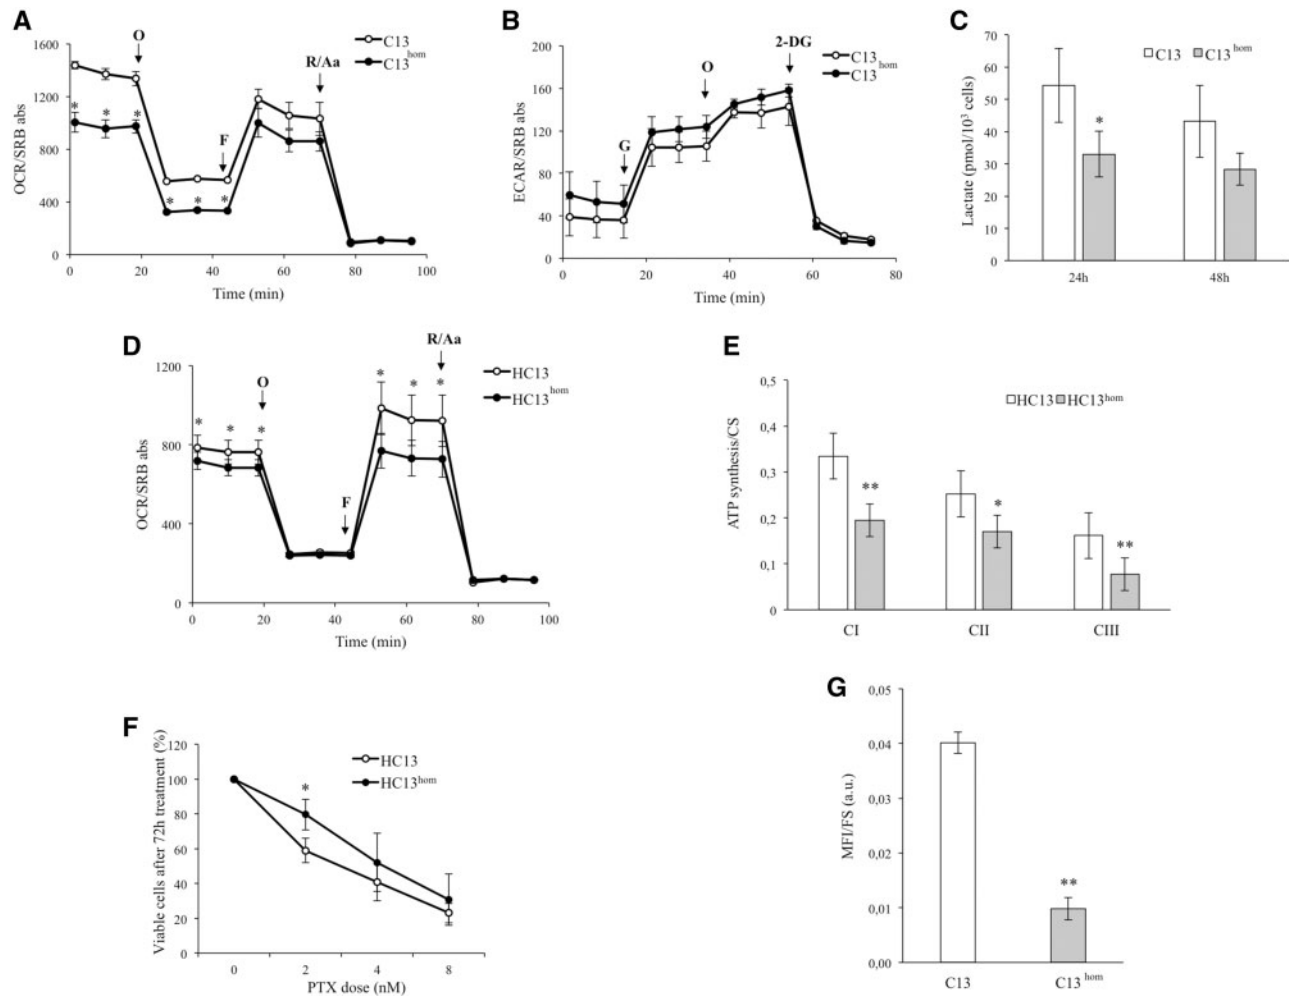 A
O
C13
C13hom
R/Aa
F
1600
1200
800
400
0
* * *
* * *
OCR/SRB abs
0 20 40 60 80 100
Time (min)
B
2-DG
O
C13
C13hom
G
200
160
120
80
40
0
ECAR/SRB abs
0 20 40 60 80
Time (min)
C
C13 C13hom
70
60
50
40
30
20
10
0
*
Lactate (pmol/10³ cells)
24h 48h
D
R/Aa
O
HC13
HC13hom
F
1200
800
400
0
* * *
* * *
OCR/SRB abs
0 20 40 60 80 100
Time (min)
E
HC13 HC13hom
0,5
0,4
0,3
0,2
0,1
0
** * **
ATP synthesis/CS
CI CII CIII
F
HC13
HC13hom
120
100
80
60
40
20
0
*
Viable cells after 72h treatment (%)
0 2 4 8
PTX dose (nM)
G
0,05
0,04
0,03
0,02
0,01
0,00
**
MFI/FS (a.u.)
C13 C13 hom